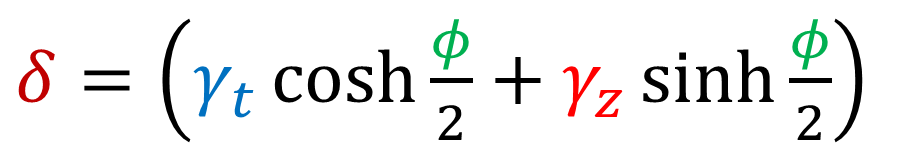 δ = (γ_t cosh ϕ/2 + γ_z sinh ϕ/2)